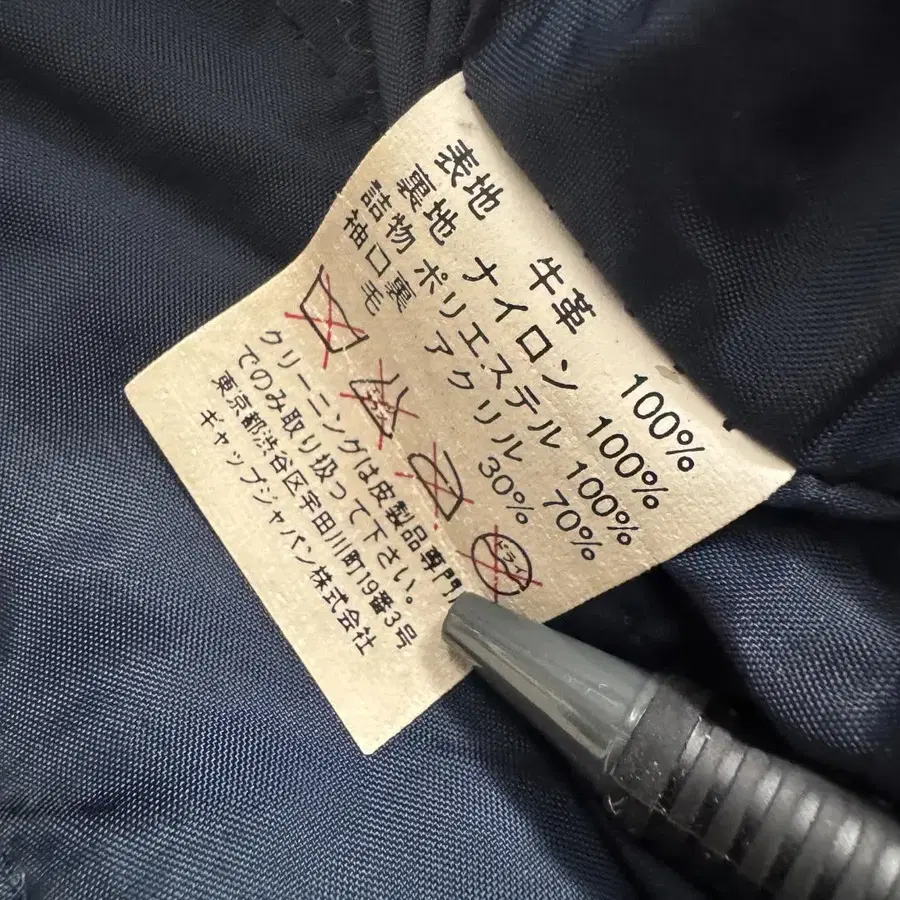 表地 牛革 100%
裏地 ナイロン 100%
詰物 ポリエステル 100%
袖口裏 アクリル 70%
毛 30%
ドライ
クリーニングは皮製品専門
でのみ取り扱って下さい。
東京都渋谷区宇田川町19番3号
ギャップジャパン株式会社